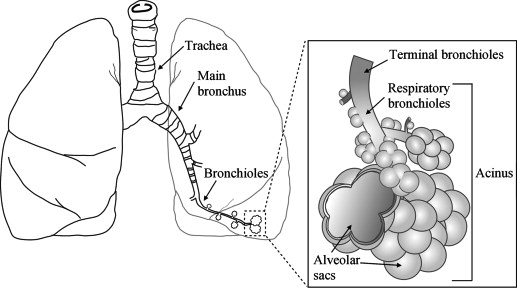 Trachea
Main
bronchus
Bronchioles
Terminal bronchioles
Respiratory
bronchioles
Acinus
Alveolar
sacs